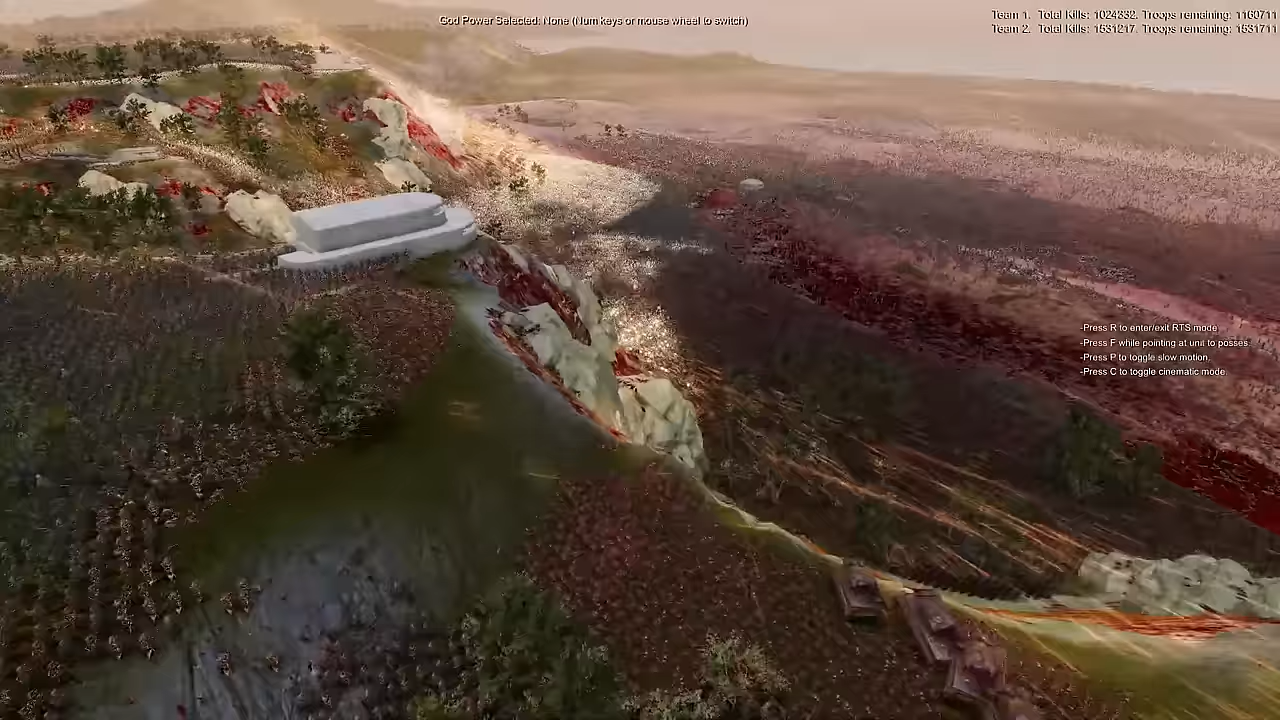 God Power Selected: None (Num keys or mouse wheel to switch)
Team 1. Total Kills: 1024332. Troops remaining: 1160711
Team 2. Total Kills: 1531217. Troops remaining: 1531711
-Press R to enter/exit RTS mode
-Press F while pointing at unit to posses.
-Press P to toggle slow motion.
-Press C to toggle cinematic mode.